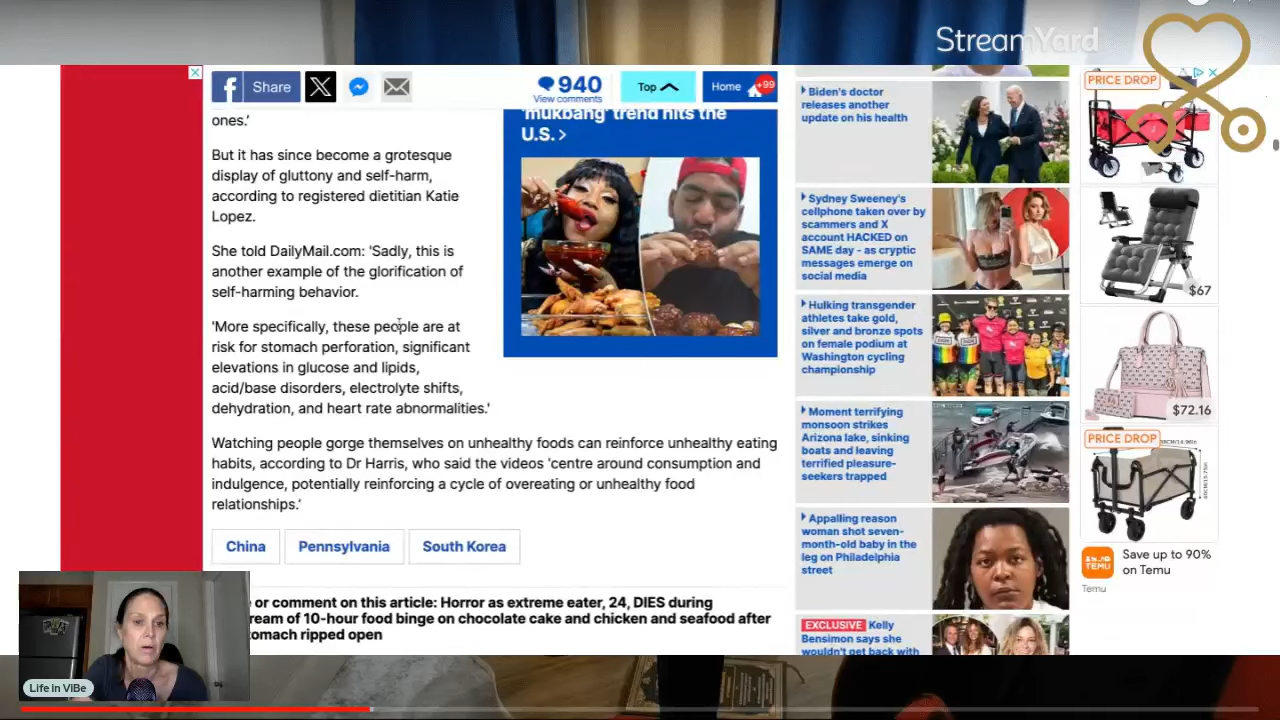 StreamYard
Share
940
View comments
Top
Home
+99
ones.'
But it has since become a grotesque
display of gluttony and self-harm,
according to registered dietitian Katie
Lopez.
She told DailyMail.com: 'Sadly, this is
another example of the glorification of
self-harming behavior.
'More specifically, these people are at
risk for stomach perforation, significant
elevations in glucose and lipids,
acid/base disorders, electrolyte shifts,
dehydration, and heart rate abnormalities.'
Watching people gorge themselves on unhealthy foods can reinforce unhealthy eating
habits, according to Dr Harris, who said the videos 'centre around consumption and
indulgence, potentially reinforcing a cycle of overeating or unhealthy food
relationships.'
China
Pennsylvania
South Korea
or comment on this article: Horror as extreme eater, 24, DIES during
ream of 10-hour food binge on chocolate cake and chicken and seafood after
tomach ripped open
'mukbang' trend hits the
U.S. >
Biden's doctor
releases another
update on his health
Sydney Sweeney's
cellphone taken over by
scammers and X
account HACKED on
SAME day - as cryptic
messages emerge on
social media
Hulking transgender
athletes take gold,
silver and bronze spots
on female podium at
Washington cycling
championship
Moment terrifying
monsoon strikes
Arizona lake, sinking
boats and leaving
terrified pleasure-
seekers trapped
Appalling reason
woman shot seven-
month-old baby in the
leg on Philadelphia
street
EXCLUSIVE Kelly
Bensimon says she
wouldn't get back with
PRICE DROP
$67
$72.16
PRICE DROP
TEMU
Save up to 90%
on Temu
Temu
Life in ViBe